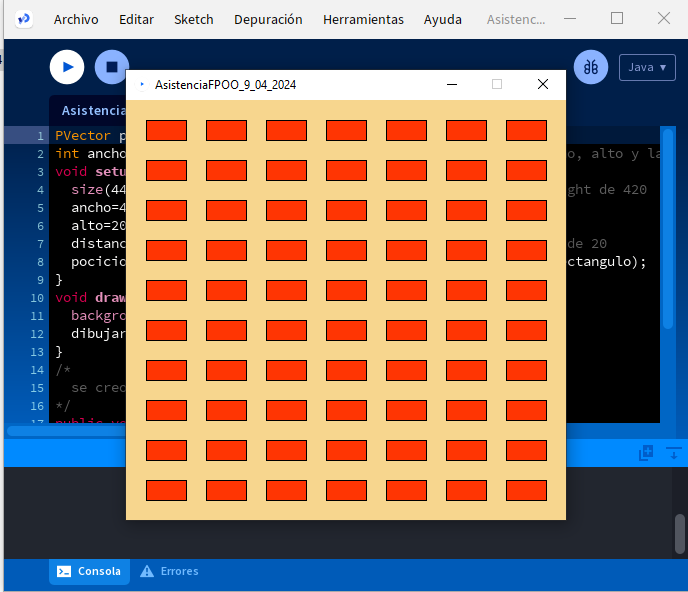 Archivo Editar Sketch Depuración Herramientas Ayuda Asistenc...
Java
AsistenciaFPOO_9_04_2024
Asistencia
1 PVector p
2 int ancho o, alto y la
3 void setu
4 size(44 ght de 420
5 ancho=4
6 alto=20
7 distanc de 20
8 pocicio ctangulo);
9 }
10 void draw
11 backgro
12 dibujar
13 }
14 /*
15 se creo
16 */
17 public vo
Consola Errores